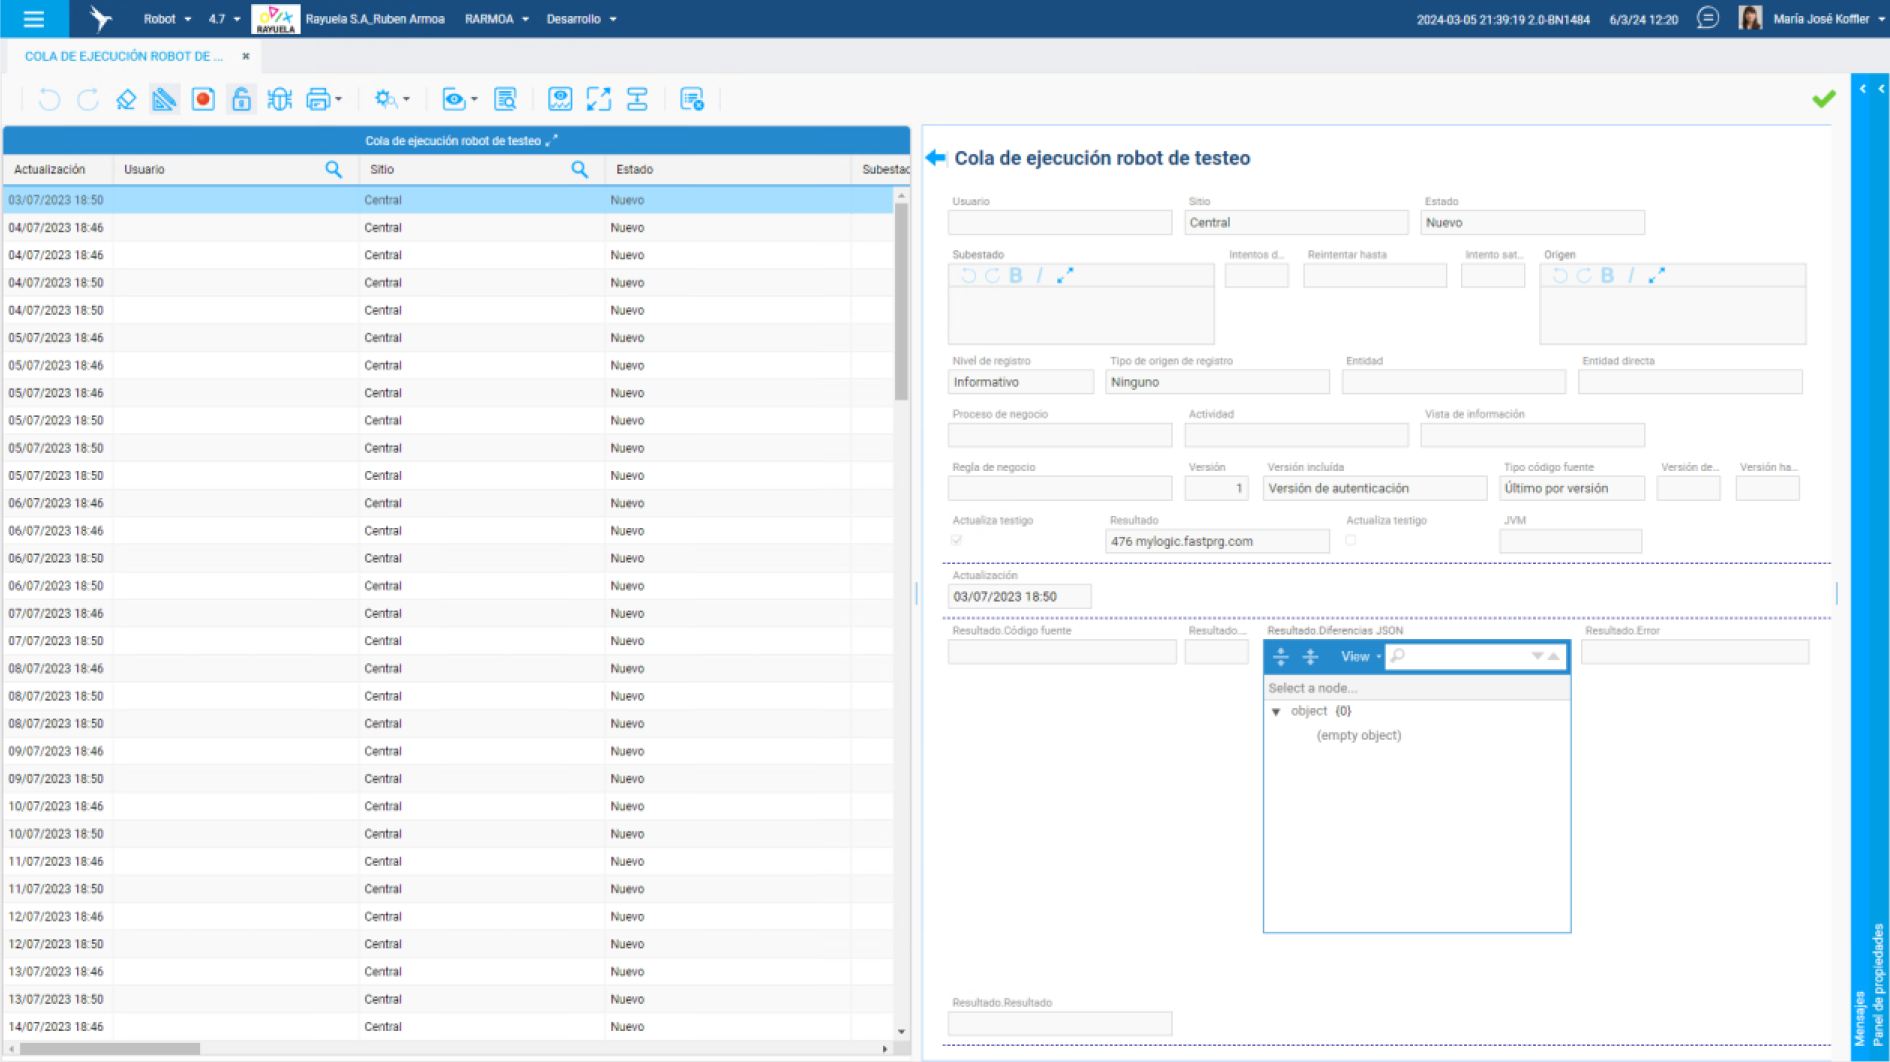 Robot 4.7 RAYUELA Rayuela S.A_Ruben Armoa RARMOA Desarrollo 2024-03-05 21:39:19 2.0-BN1484 6/3/24 12:20 María José Koffler
COLA DE EJECUCIÓN ROBOT DE ... ×
Cola de ejecución robot de testeo
Actualización Usuario Sitio Estado Subestac
03/07/2023 18:50 Central Nuevo
04/07/2023 18:46 Central Nuevo
04/07/2023 18:46 Central Nuevo
04/07/2023 18:50 Central Nuevo
04/07/2023 18:50 Central Nuevo
05/07/2023 18:46 Central Nuevo
05/07/2023 18:46 Central Nuevo
05/07/2023 18:46 Central Nuevo
05/07/2023 18:50 Central Nuevo
05/07/2023 18:50 Central Nuevo
05/07/2023 18:50 Central Nuevo
06/07/2023 18:46 Central Nuevo
06/07/2023 18:46 Central Nuevo
06/07/2023 18:50 Central Nuevo
06/07/2023 18:50 Central Nuevo
07/07/2023 18:46 Central Nuevo
07/07/2023 18:50 Central Nuevo
08/07/2023 18:46 Central Nuevo
08/07/2023 18:50 Central Nuevo
08/07/2023 18:50 Central Nuevo
09/07/2023 18:46 Central Nuevo
09/07/2023 18:50 Central Nuevo
10/07/2023 18:46 Central Nuevo
10/07/2023 18:50 Central Nuevo
11/07/2023 18:46 Central Nuevo
11/07/2023 18:50 Central Nuevo
12/07/2023 18:46 Central Nuevo
12/07/2023 18:50 Central Nuevo
13/07/2023 18:46 Central Nuevo
13/07/2023 18:50 Central Nuevo
14/07/2023 18:46 Central Nuevo
Cola de ejecución robot de testeo
Usuario Sitio Estado
Central Nuevo
Subestado Intentos d... Reintentar hasta Intento sat... Origen
B I B I
Nivel de registro Tipo de origen de registro Entidad Entidad directa
Informativo Ninguno
Proceso de negocio Actividad Vista de información
Regla de negocio Versión Versión incluída Tipo código fuente Versión de... Versión ha...
1 Versión de autenticación Último por versión
Actualiza testigo Resultado Actualiza testigo JVM
476 mylogic.fastprg.com
Actualización
03/07/2023 18:50
Resultado.Código fuente Resultado.... Resultado.Diferencias JSON Resultado.Error
View
Select a node...
object {0}
(empty object)
Resultado.Resultado
Mensajes
Panel de propiedades